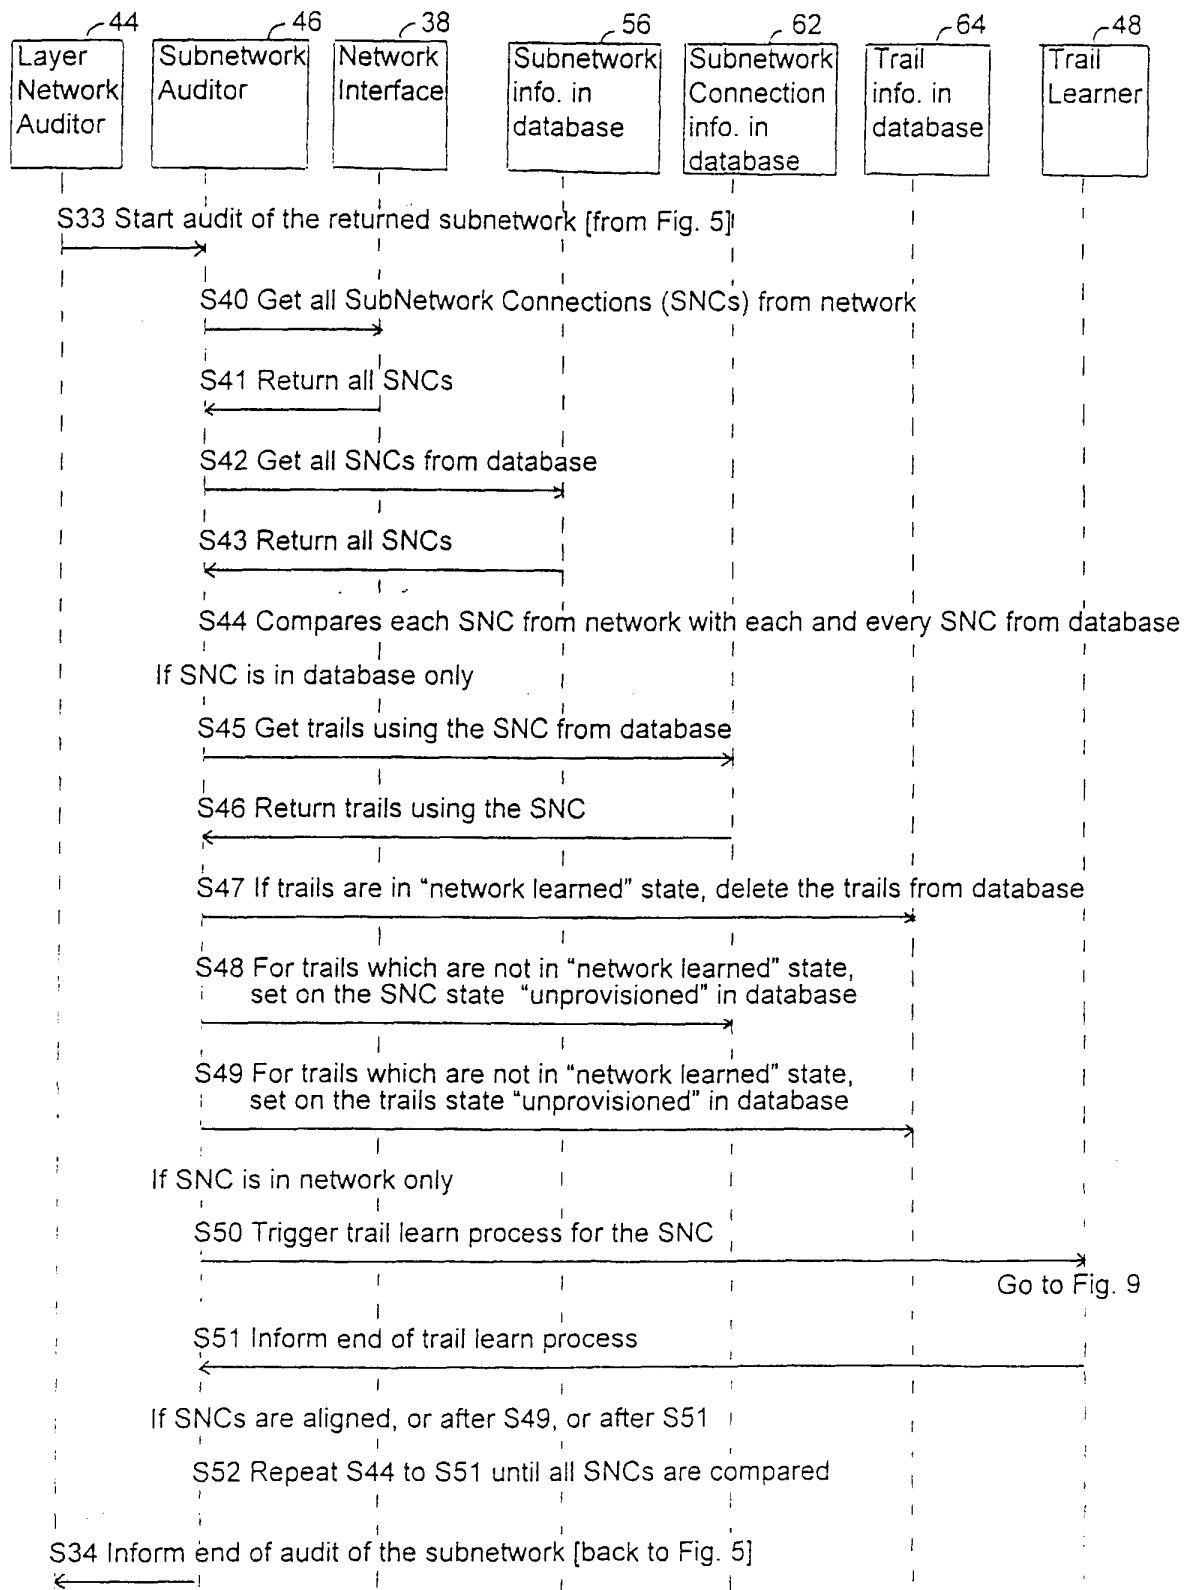 44
46
38
56
62
64
48
Layer
Network
Auditor
Subnetwork
Auditor
Network
Interface
Subnetwork
info. in
database
Subnetwork
Connection
info. in
database
Trail
info. in
database
Trail
Learner
S33 Start audit of the returned subnetwork [from Fig. 5]
S40 Get all SubNetwork Connections (SNCs) from network
S41 Return all SNCs
S42 Get all SNCs from database
S43 Return all SNCs
S44 Compares each SNC from network with each and every SNC from database
If SNC is in database only
S45 Get trails using the SNC from database
S46 Return trails using the SNC
S47 If trails are in “network learned” state, delete the trails from database
S48 For trails which are not in “network learned” state,
set on the SNC state “unprovisioned” in database
S49 For trails which are not in “network learned” state,
set on the trails state “unprovisioned” in database
If SNC is in network only
S50 Trigger trail learn process for the SNC
Go to Fig. 9
S51 Inform end of trail learn process
If SNCs are aligned, or after S49, or after S51
S52 Repeat S44 to S51 until all SNCs are compared
S34 Inform end of audit of the subnetwork [back to Fig. 5]